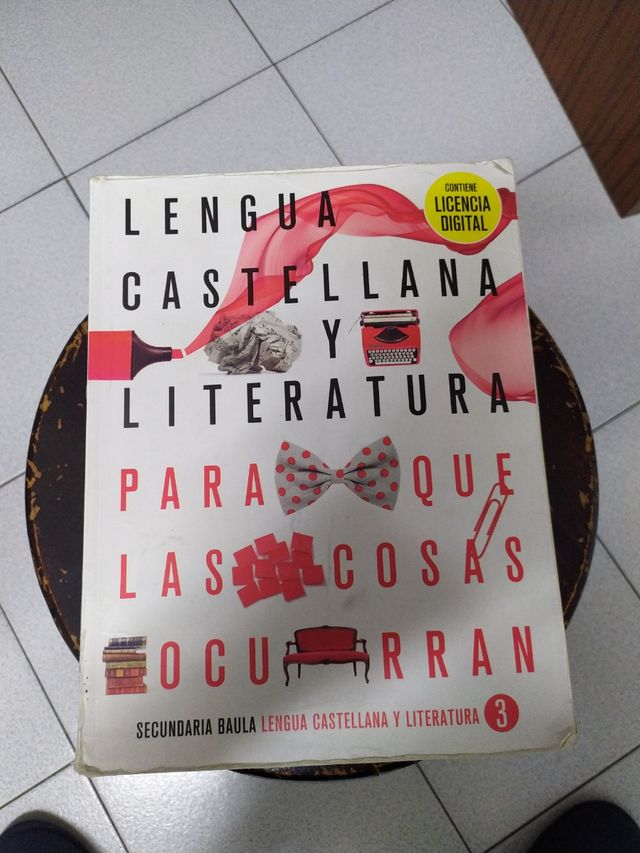 LENGUA
CONTIENE
LICENCIA
DIGITAL
CASTELLANA
Y
LITERATURA
PARA QUE
LAS COSAS
OCURRAN
SECUNDARIA BAULA LENGUA CASTELLANA Y LITERATURA 3